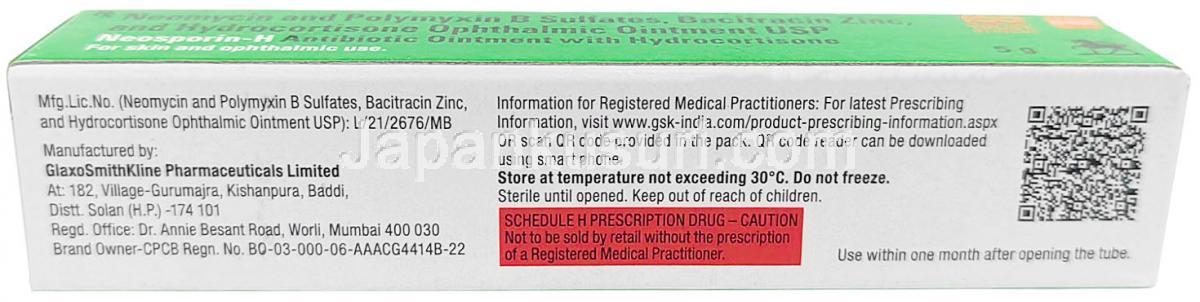 Neomycin and Polymyxin B Sulfates, Bacitracin Zinc,
and Hydrocortisone Ophthalmic Ointment USP
Neosporin-H Antibiotic Ointment with Hydrocortisone
For skin and ophthalmic use.
5 g
Mfg.Lic.No. (Neomycin and Polymyxin B Sulfates, Bacitracin Zinc,
and Hydrocortisone Ophthalmic Ointment USP): L/21/2676/MB
Manufactured by:
GlaxoSmithKline Pharmaceuticals Limited
At: 182, Village-Gurumajra, Kishanpura, Baddi,
Distt. Solan (H.P.) -174 101
Regd. Office: Dr. Annie Besant Road, Worli, Mumbai 400 030
Brand Owner-CPCB Regn. No. BO-03-000-06-AAACG4414B-22
Information for Registered Medical Practitioners: For latest Prescribing
Information, visit www.gsk-india.com/product-prescribing-information.aspx
OR scan QR code provided in the pack. QR code reader can be downloaded
using smart phone.
Store at temperature not exceeding 30°C. Do not freeze.
Sterile until opened. Keep out of reach of children.
SCHEDULE H PRESCRIPTION DRUG – CAUTION
Not to be sold by retail without the prescription
of a Registered Medical Practitioner.
Use within one month after opening the tube.